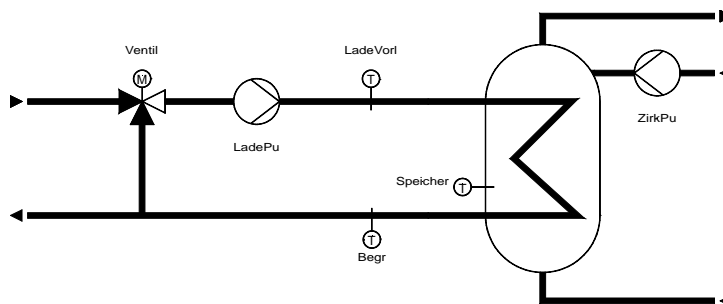 Ventil
LadeVorl
M
T
LadePu
ZirkPu
Speicher
T
T
Begr